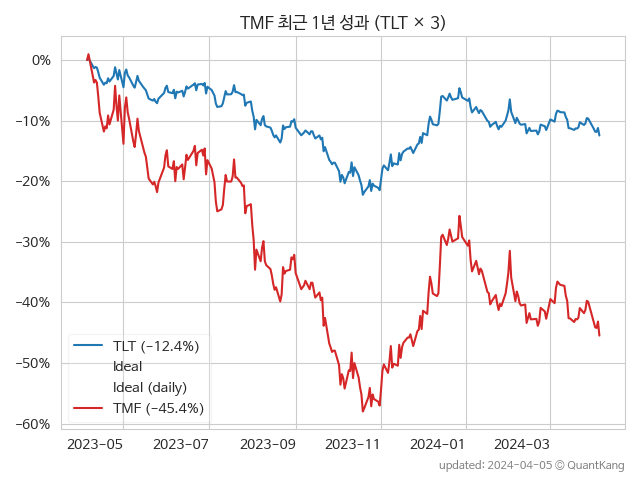 TMF 최근 1년 성과 (TLT × 3)
0%
−10%
−20%
−30%
−40%
−50%
−60%
TLT (−12.4%)
Ideal
Ideal (daily)
TMF (−45.4%)
2023-05
2023-07
2023-09
2023-11
2024-01
2024-03
updated: 2024-04-05 © QuantKang